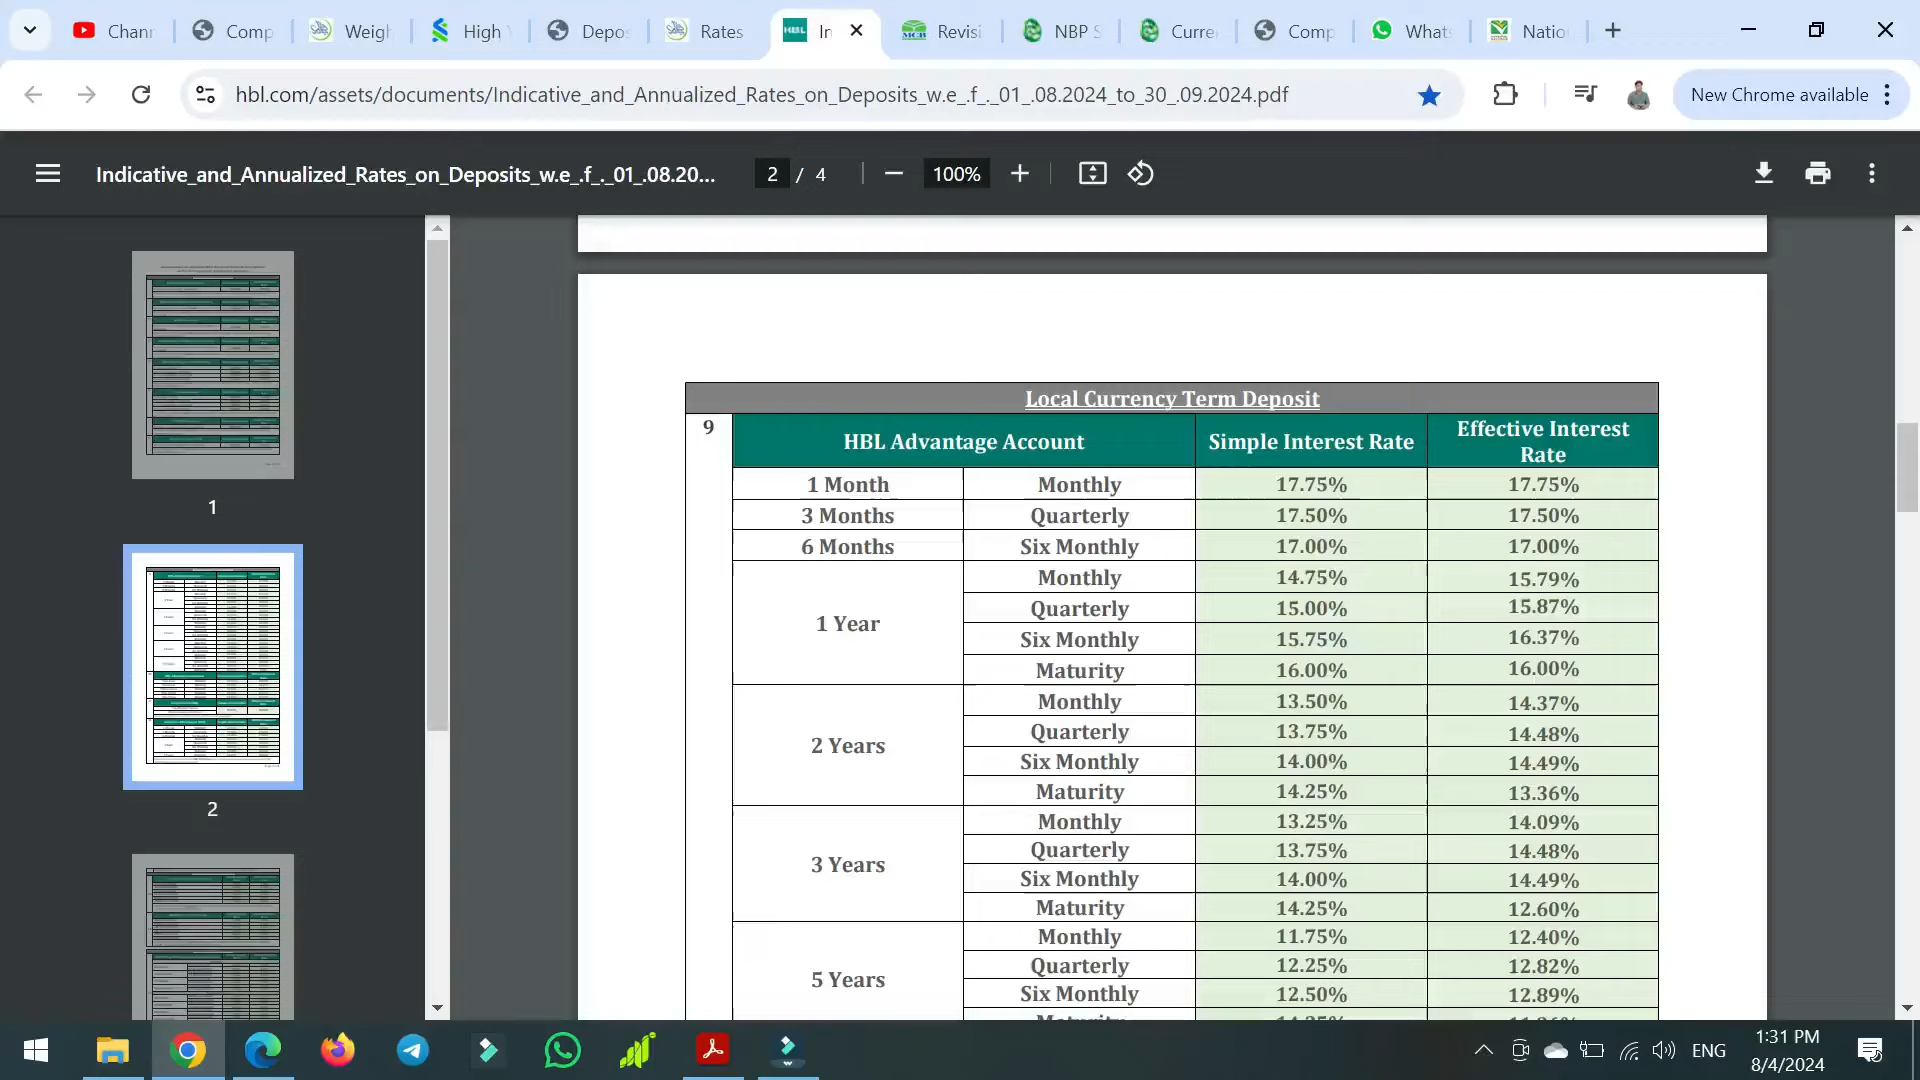 Chan
Comp
Weigh
High Y
Depos
Rates
HBL In
MCB Revisi
NBP S
Curre
Comp
What
Natio
hbl.com/assets/documents/Indicative_and_Annualized_Rates_on_Deposits_w.e_.f_._01_.08.2024_to_30_.09.2024.pdf
New Chrome available
Indicative_and_Annualized_Rates_on_Deposits_w.e_.f_._01_.08.20...
2 / 4
100%
1
2
Local Currency Term Deposit
9 HBL Advantage Account Simple Interest Rate Effective Interest Rate
1 Month Monthly 17.75% 17.75%
3 Months Quarterly 17.50% 17.50%
6 Months Six Monthly 17.00% 17.00%
1 Year Monthly 14.75% 15.79%
Quarterly 15.00% 15.87%
Six Monthly 15.75% 16.37%
Maturity 16.00% 16.00%
2 Years Monthly 13.50% 14.37%
Quarterly 13.75% 14.48%
Six Monthly 14.00% 14.49%
Maturity 14.25% 13.36%
3 Years Monthly 13.25% 14.09%
Quarterly 13.75% 14.48%
Six Monthly 14.00% 14.49%
Maturity 14.25% 12.60%
5 Years Monthly 11.75% 12.40%
Quarterly 12.25% 12.82%
Six Monthly 12.50% 12.89%
ENG
1:31 PM
8/4/2024